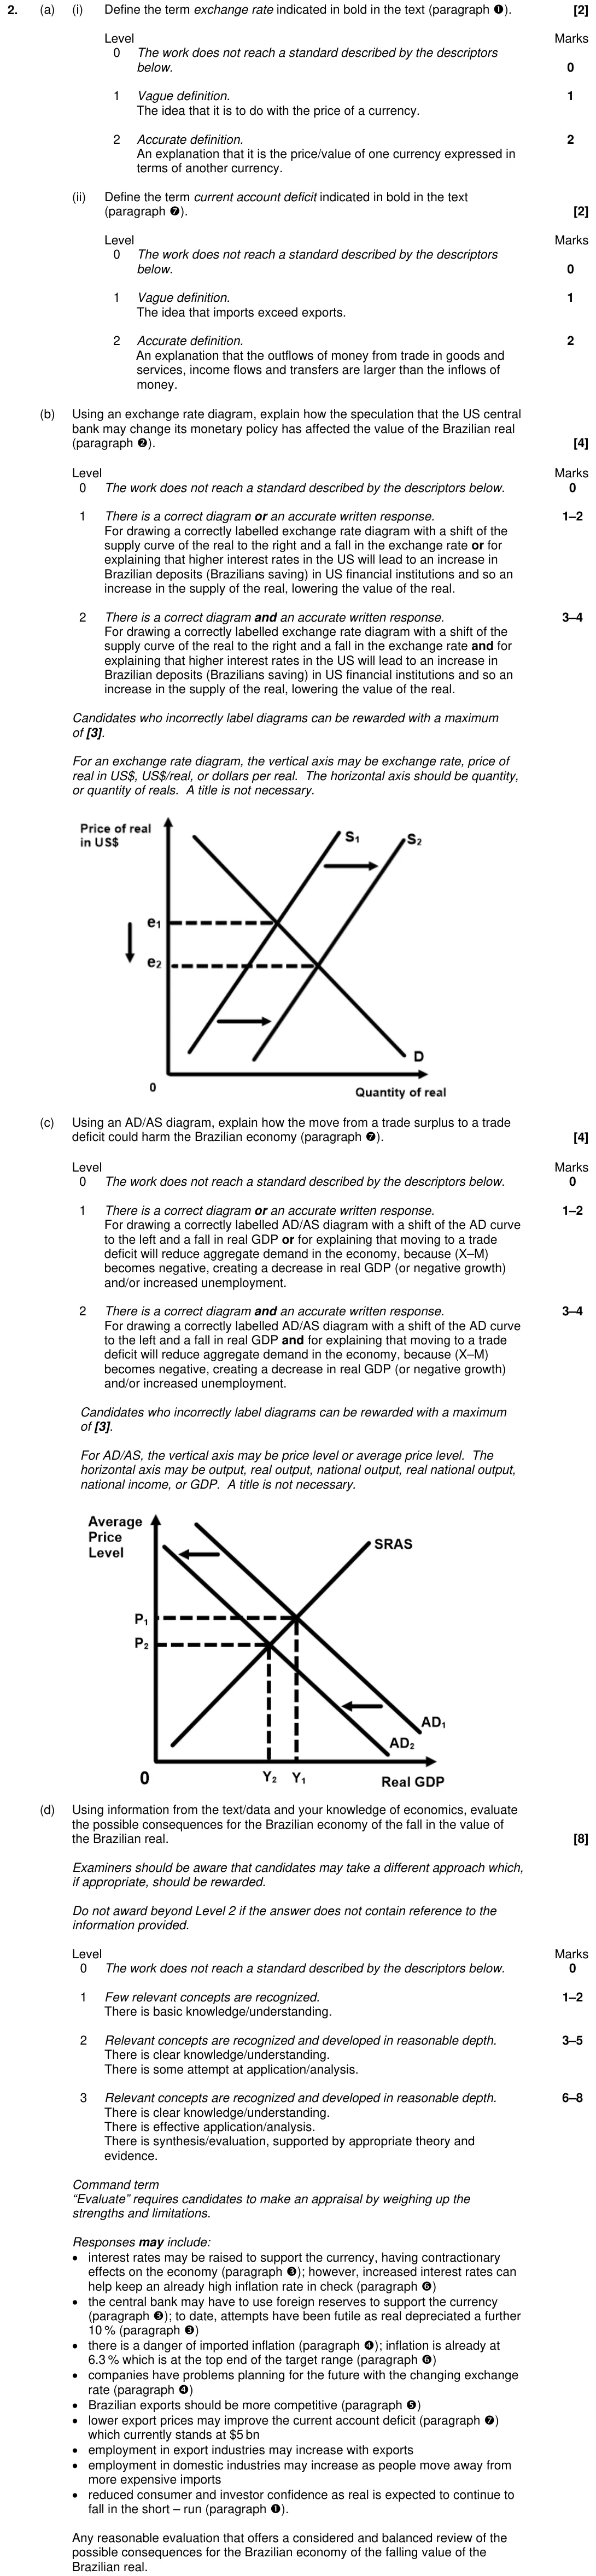 2. (a) (i) Define the term exchange rate indicated in bold in the text (paragraph ❶). [2]
Level Marks
0 The work does not reach a standard described by the descriptors
below. 0
1 Vague definition. 1
The idea that it is to do with the price of a currency.
2 Accurate definition. 2
An explanation that it is the price/value of one currency expressed in
terms of another currency.
(ii) Define the term current account deficit indicated in bold in the text
(paragraph ❼). [2]
Level Marks
0 The work does not reach a standard described by the descriptors
below. 0
1 Vague definition. 1
The idea that imports exceed exports.
2 Accurate definition. 2
An explanation that the outflows of money from trade in goods and
services, income flows and transfers are larger than the inflows of
money.
(b) Using an exchange rate diagram, explain how the speculation that the US central
bank may change its monetary policy has affected the value of the Brazilian real
(paragraph ❷). [4]
Level Marks
0 The work does not reach a standard described by the descriptors below. 0
1 There is a correct diagram or an accurate written response. 1–2
For drawing a correctly labelled exchange rate diagram with a shift of the
supply curve of the real to the right and a fall in the exchange rate or for
explaining that higher interest rates in the US will lead to an increase in
Brazilian deposits (Brazilians saving) in US financial institutions and so an
increase in the supply of the real, lowering the value of the real.
2 There is a correct diagram and an accurate written response. 3–4
For drawing a correctly labelled exchange rate diagram with a shift of the
supply curve of the real to the right and a fall in the exchange rate and for
explaining that higher interest rates in the US will lead to an increase in
Brazilian deposits (Brazilians saving) in US financial institutions and so an
increase in the supply of the real, lowering the value of the real.
Candidates who incorrectly label diagrams can be rewarded with a maximum
of [3].
For an exchange rate diagram, the vertical axis may be exchange rate, price of
real in US$, US$/real, or dollars per real. The horizontal axis should be quantity,
or quantity of reals. A title is not necessary.
Price of real
in US$
S₁
S₂
e₁
e₂
D
0
Quantity of real
(c) Using an AD/AS diagram, explain how the move from a trade surplus to a trade
deficit could harm the Brazilian economy (paragraph ❼). [4]
Level Marks
0 The work does not reach a standard described by the descriptors below. 0
1 There is a correct diagram or an accurate written response. 1–2
For drawing a correctly labelled AD/AS diagram with a shift of the AD curve
to the left and a fall in real GDP or for explaining that moving to a trade
deficit will reduce aggregate demand in the economy, because (X–M)
becomes negative, creating a decrease in real GDP (or negative growth)
and/or increased unemployment.
2 There is a correct diagram and an accurate written response. 3–4
For drawing a correctly labelled AD/AS diagram with a shift of the AD curve
to the left and a fall in real GDP and for explaining that moving to a trade
deficit will reduce aggregate demand in the economy, because (X–M)
becomes negative, creating a decrease in real GDP (or negative growth)
and/or increased unemployment.
Candidates who incorrectly label diagrams can be rewarded with a maximum
of [3].
For AD/AS, the vertical axis may be price level or average price level. The
horizontal axis may be output, real output, national output, real national output,
national income, or GDP. A title is not necessary.
Average
Price
Level
SRAS
P₁
P₂
AD₁
AD₂
0
Y₂ Y₁
Real GDP
(d) Using information from the text/data and your knowledge of economics, evaluate
the possible consequences for the Brazilian economy of the fall in the value of
the Brazilian real. [8]
Examiners should be aware that candidates may take a different approach which,
if appropriate, should be rewarded.
Do not award beyond Level 2 if the answer does not contain reference to the
information provided.
Level Marks
0 The work does not reach a standard described by the descriptors below. 0
1 Few relevant concepts are recognized. 1–2
There is basic knowledge/understanding.
2 Relevant concepts are recognized and developed in reasonable depth. 3–5
There is clear knowledge/understanding.
There is some attempt at application/analysis.
3 Relevant concepts are recognized and developed in reasonable depth. 6–8
There is clear knowledge/understanding.
There is effective application/analysis.
There is synthesis/evaluation, supported by appropriate theory and
evidence.
Command term
“Evaluate” requires candidates to make an appraisal by weighing up the
strengths and limitations.
Responses may include:
• interest rates may be raised to support the currency, having contractionary
effects on the economy (paragraph ❸); however, increased interest rates can
help keep an already high inflation rate in check (paragraph ❻)
• the central bank may have to use foreign reserves to support the currency
(paragraph ❸); to date, attempts have been futile as real depreciated a further
10 % (paragraph ❸)
• there is a danger of imported inflation (paragraph ❹); inflation is already at
6.3 % which is at the top end of the target range (paragraph ❻)
• companies have problems planning for the future with the changing exchange
rate (paragraph ❹)
• Brazilian exports should be more competitive (paragraph ❺)
• lower export prices may improve the current account deficit (paragraph ❼)
which currently stands at $5 bn
• employment in export industries may increase with exports
• employment in domestic industries may increase as people move away from
more expensive imports
• reduced consumer and investor confidence as real is expected to continue to
fall in the short – run (paragraph ❶).
Any reasonable evaluation that offers a considered and balanced review of the
possible consequences for the Brazilian economy of the falling value of the
Brazilian real.